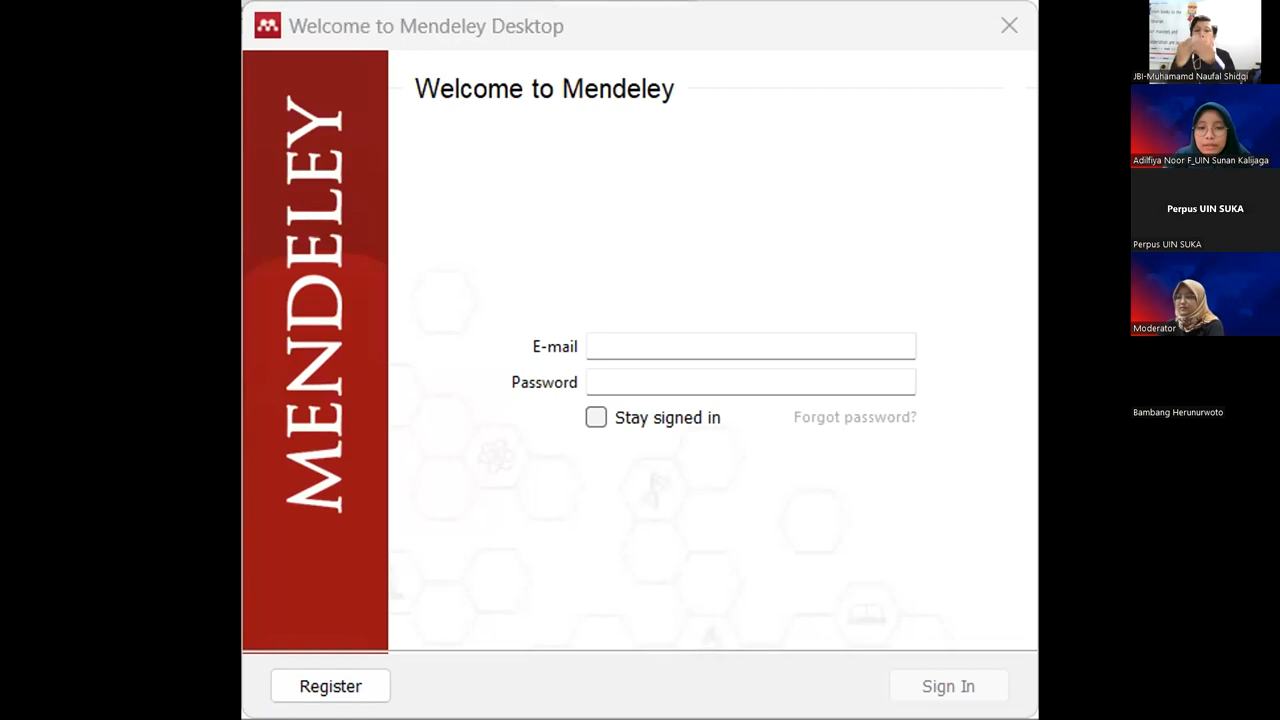 Welcome to Mendeley Desktop
MENDELEY
Welcome to Mendeley
E-mail
Password
Stay signed in
Forgot password?
Register
Sign In
JBI-Muhamamd Naufal Shidqi
Adilfiya Noor F_UIN Sunan Kalijaga
Perpus UIN SUKA
Perpus UIN SUKA
Moderator
Bambang Herunurwoto